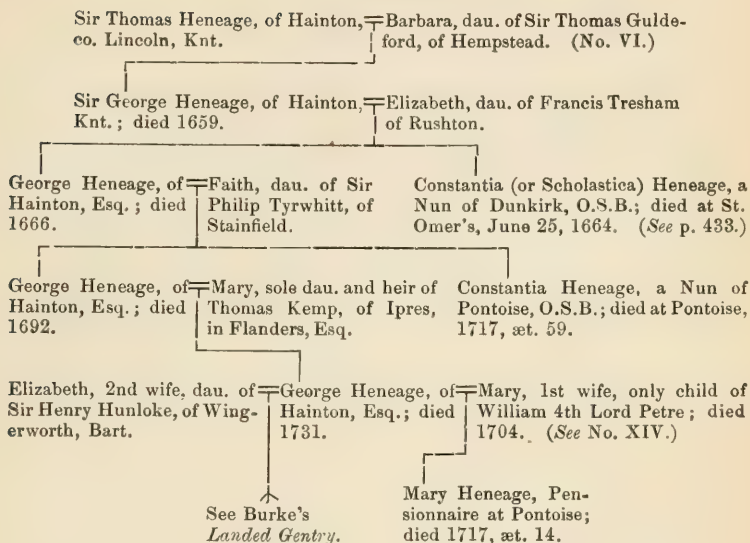 Sir Thomas Heneage, of Hainton,
co. Lincoln, Knt.
Barbara, dau. of Sir Thomas Gulde-
ford, of Hempstead. (No. VI.)
Sir George Heneage, of Hainton,
Knt.; died 1659.
Elizabeth, dau. of Francis Tresham
of Rushton.
George Heneage, of
Hainton, Esq.; died
1666.
Faith, dau. of Sir
Philip Tyrwhitt, of
Stainfield.
Constantia (or Scholastica) Heneage, a
Nun of Dunkirk, O.S.B.; died at St.
Omer's, June 25, 1664. (See p. 433.)
George Heneage, of
Hainton, Esq.; died
1692.
Mary, sole dau. and heir of
Thomas Kemp, of Ipres,
in Flanders, Esq.
Constantia Heneage, a Nun of
Pontoise, O.S.B.; died at Pontoise,
1717, æt. 59.
Elizabeth, 2nd wife, dau. of
Sir Henry Hunloke, of Wing-
erworth, Bart.
George Heneage, of
Hainton, Esq.; died
1731.
Mary, 1st wife, only child of
William 4th Lord Petre; died
1704. (See No. XIV.)
See Burke's
Landed Gentry.
Mary Heneage, Pen-
sionnaire at Pontoise;
died 1717, æt. 14.